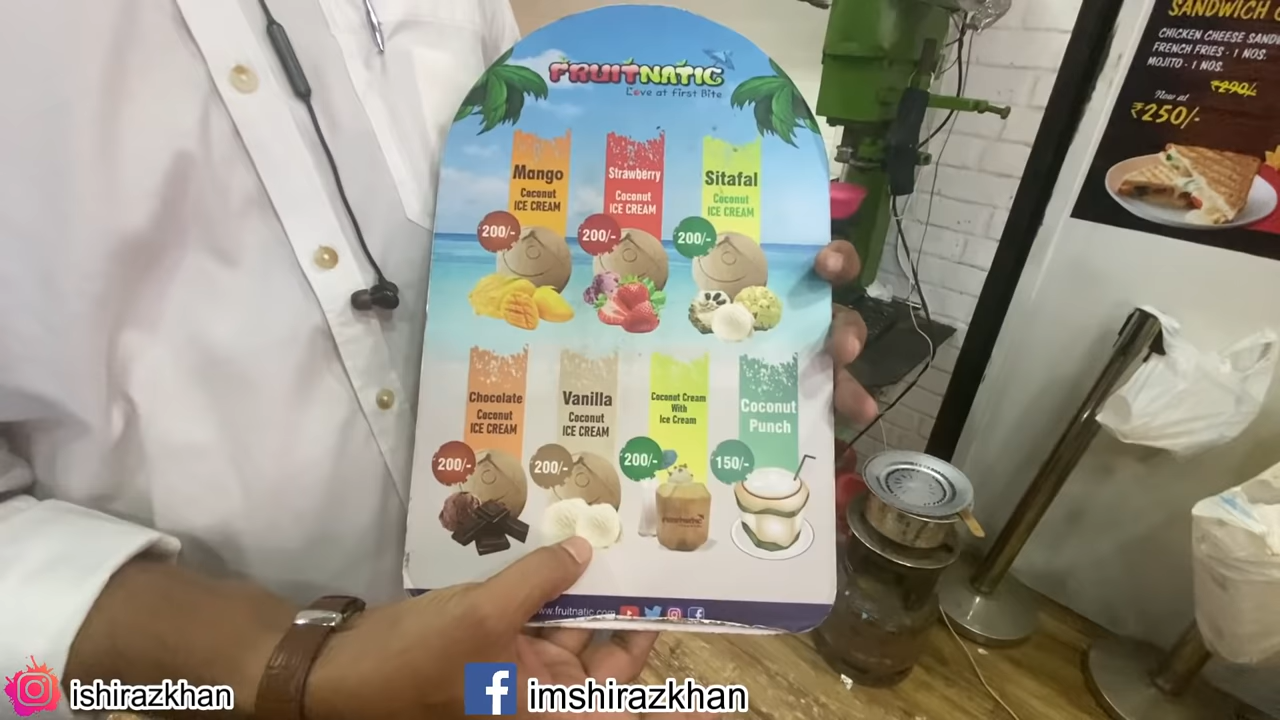 FRUITNATIC
Love at first Bite
Mango
Coconut
ICE CREAM
200/-
Strawberry
Coconut
ICE CREAM
200/-
Sitafal
Coconut
ICE CREAM
200/-
Chocolate
Coconut
ICE CREAM
200/-
Vanilla
Coconut
ICE CREAM
200/-
Coconut Cream
With
Ice Cream
200/-
Coconut
Punch
150/-
www.fruitnatic.com
SANDWICH
CHICKEN CHEESE
FRENCH FRIES - 1 NOS.
MOJITO - 1 NOS.
₹290/-
Now at
₹250/-
ishirazkhan
imshirazkhan